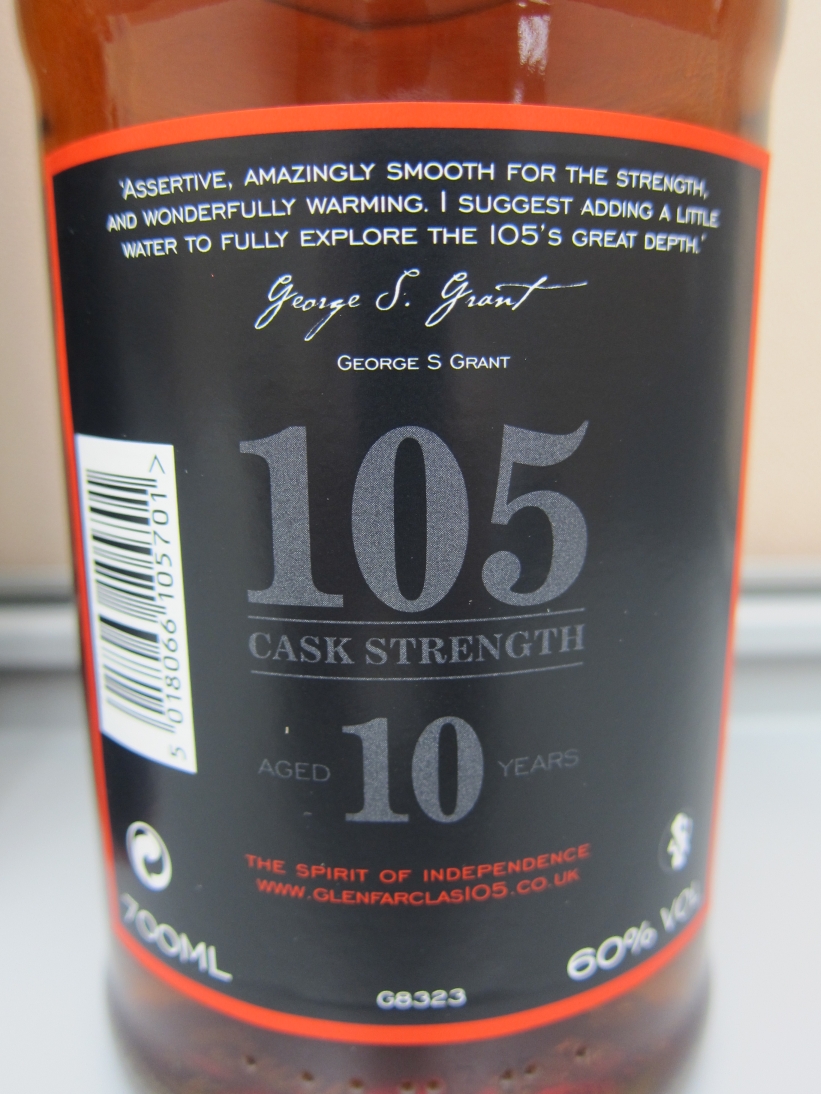 'ASSERTIVE, AMAZINGLY SMOOTH FOR THE STRENGTH,
AND WONDERFULLY WARMING. I SUGGEST ADDING A LITTLE
WATER TO FULLY EXPLORE THE 105'S GREAT DEPTH.'
George S. Grant
GEORGE S GRANT
105
CASK STRENGTH
AGED 10 YEARS
5 018066 105701 >
THE SPIRIT OF INDEPENDENCE
WWW.GLENFARCLAS105.CO.UK
700ML
60% VOL
G8323